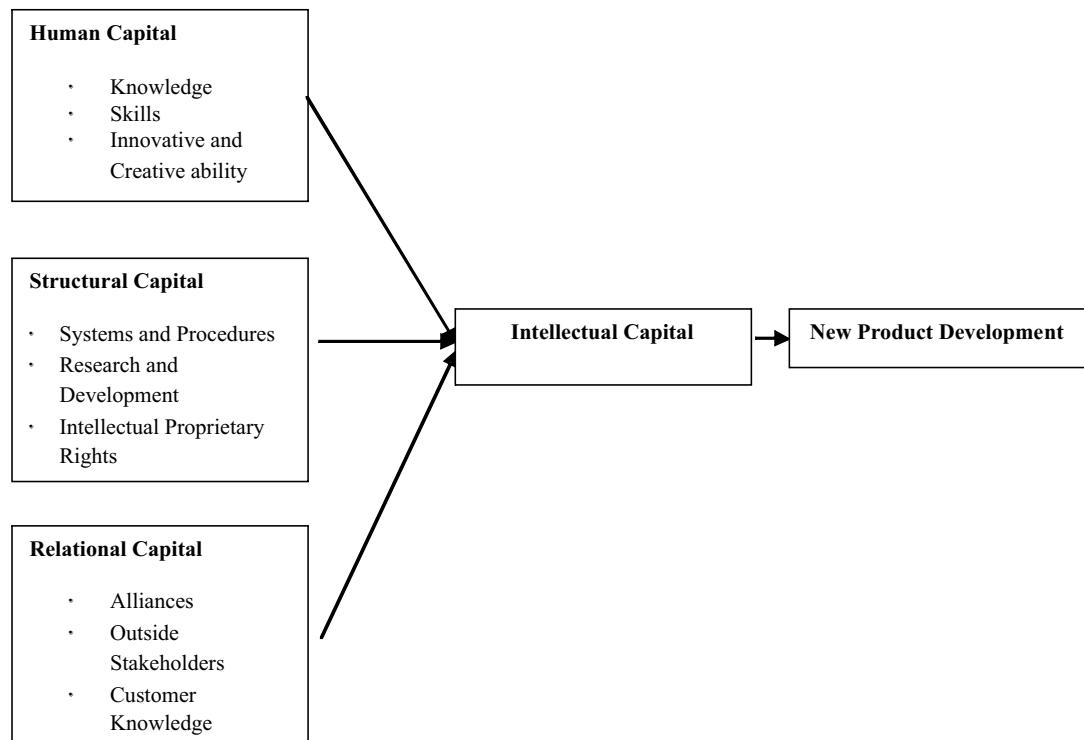 Human Capital
· Knowledge
· Skills
· Innovative and
Creative ability
Structural Capital
· Systems and Procedures
· Research and
Development
· Intellectual Proprietary
Rights
Relational Capital
· Alliances
· Outside
Stakeholders
· Customer
Knowledge
Intellectual Capital
New Product Development